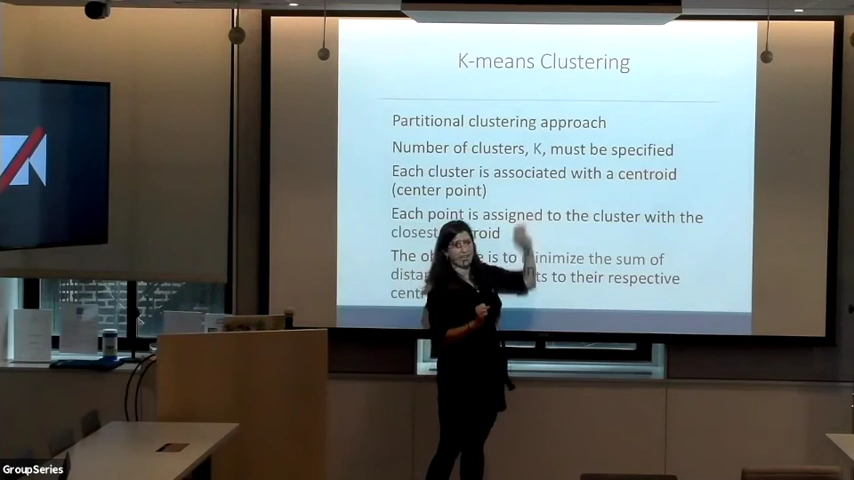 K-means Clustering
Partitional clustering approach
Number of clusters, K, must be specified
Each cluster is associated with a centroid
(center point)
Each point is assigned to the cluster with the
closest
The is to minimize the sum of
to their respective
GroupSeries